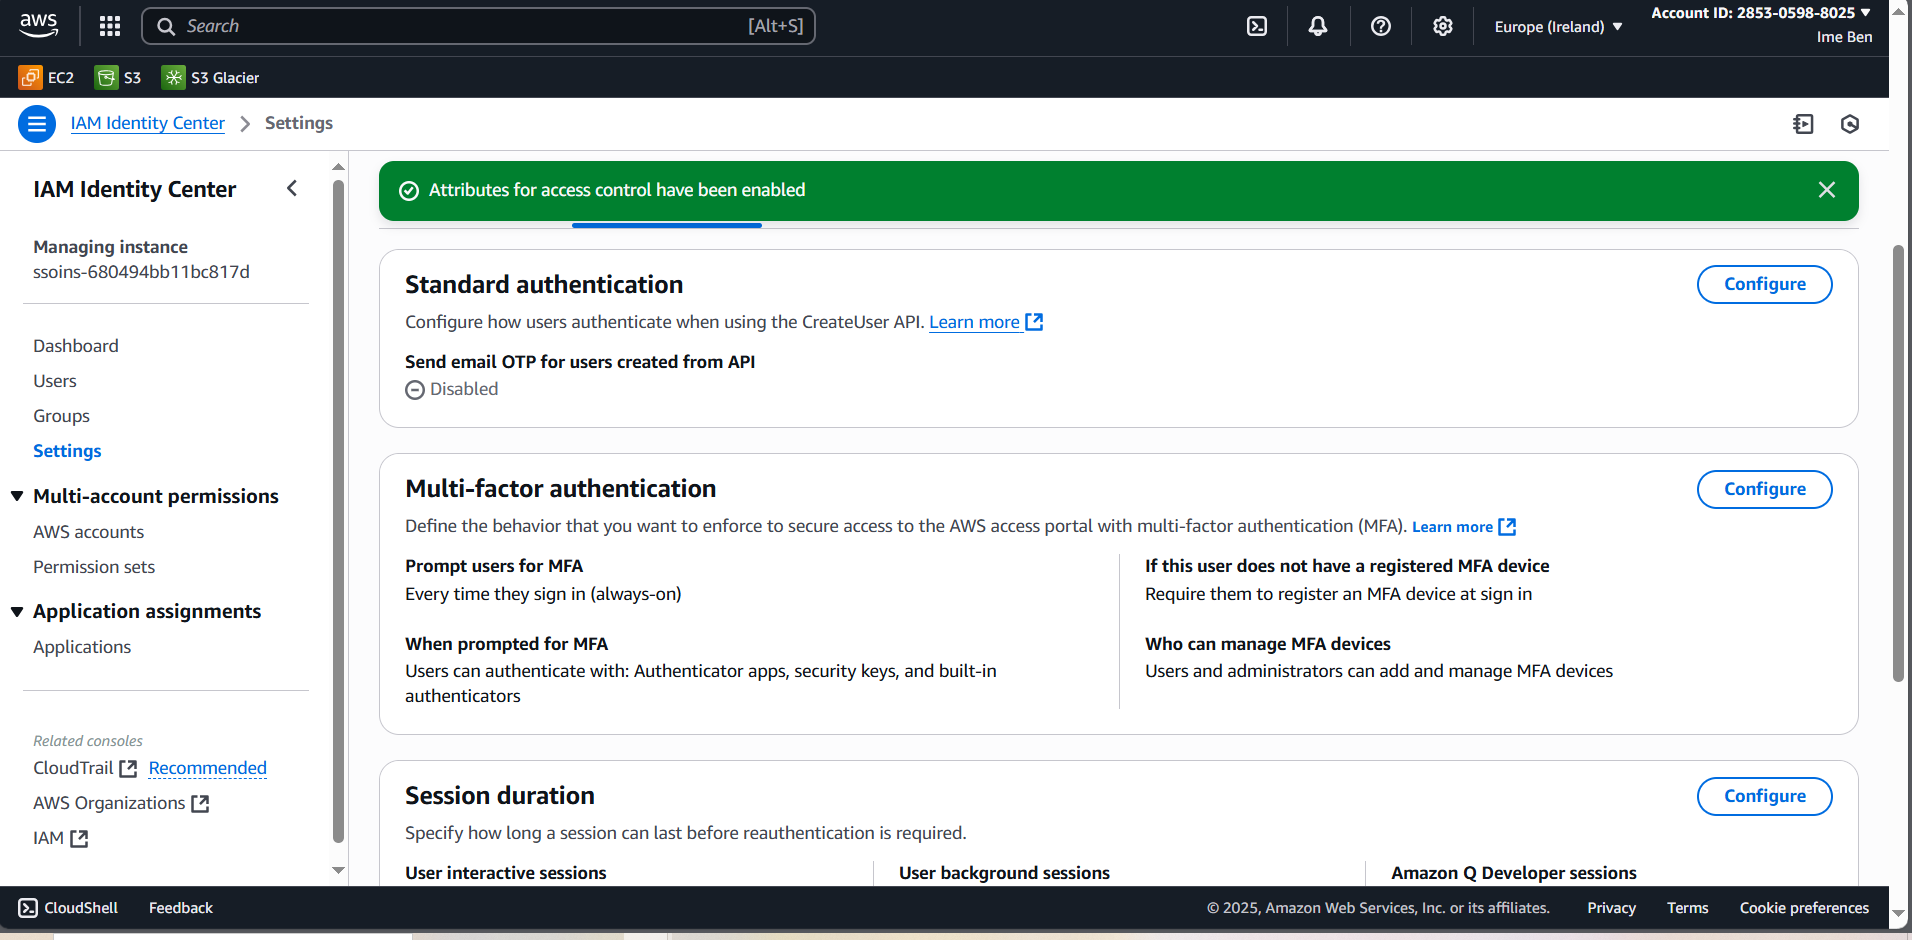 aws
Search [Alt+S]
Europe (Ireland)
Account ID: 2853-0598-8025
Ime Ben
EC2 S3 S3 Glacier
IAM Identity Center Settings
IAM Identity Center
Managing instance
ssoins-680494bb11bc817d
Dashboard
Users
Groups
Settings
Multi-account permissions
AWS accounts
Permission sets
Application assignments
Applications
Related consoles
CloudTrail Recommended
AWS Organizations
IAM
Attributes for access control have been enabled
Standard authentication
Configure
Configure how users authenticate when using the CreateUser API. Learn more
Send email OTP for users created from API
Disabled
Multi-factor authentication
Configure
Define the behavior that you want to enforce to secure access to the AWS access portal with multi-factor authentication (MFA). Learn more
Prompt users for MFA
Every time they sign in (always-on)
When prompted for MFA
Users can authenticate with: Authenticator apps, security keys, and built-in
authenticators
If this user does not have a registered MFA device
Require them to register an MFA device at sign in
Who can manage MFA devices
Users and administrators can add and manage MFA devices
Session duration
Configure
Specify how long a session can last before reauthentication is required.
User interactive sessions
User background sessions
Amazon Q Developer sessions
CloudShell Feedback
© 2025, Amazon Web Services, Inc. or its affiliates. Privacy Terms Cookie preferences